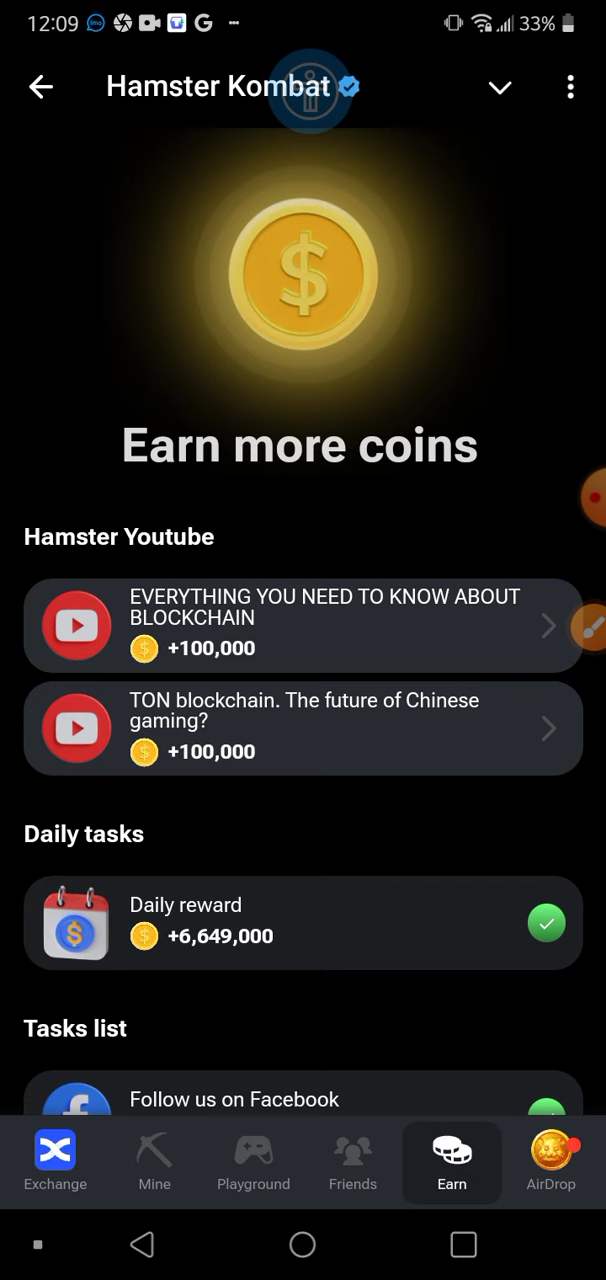 12:09
33%
Hamster Kombat
Earn more coins
Hamster Youtube
EVERYTHING YOU NEED TO KNOW ABOUT
BLOCKCHAIN
+100,000
TON blockchain. The future of Chinese
gaming?
+100,000
Daily tasks
Daily reward
+6,649,000
Tasks list
Follow us on Facebook
Exchange
Mine
Playground
Friends
Earn
AirDrop